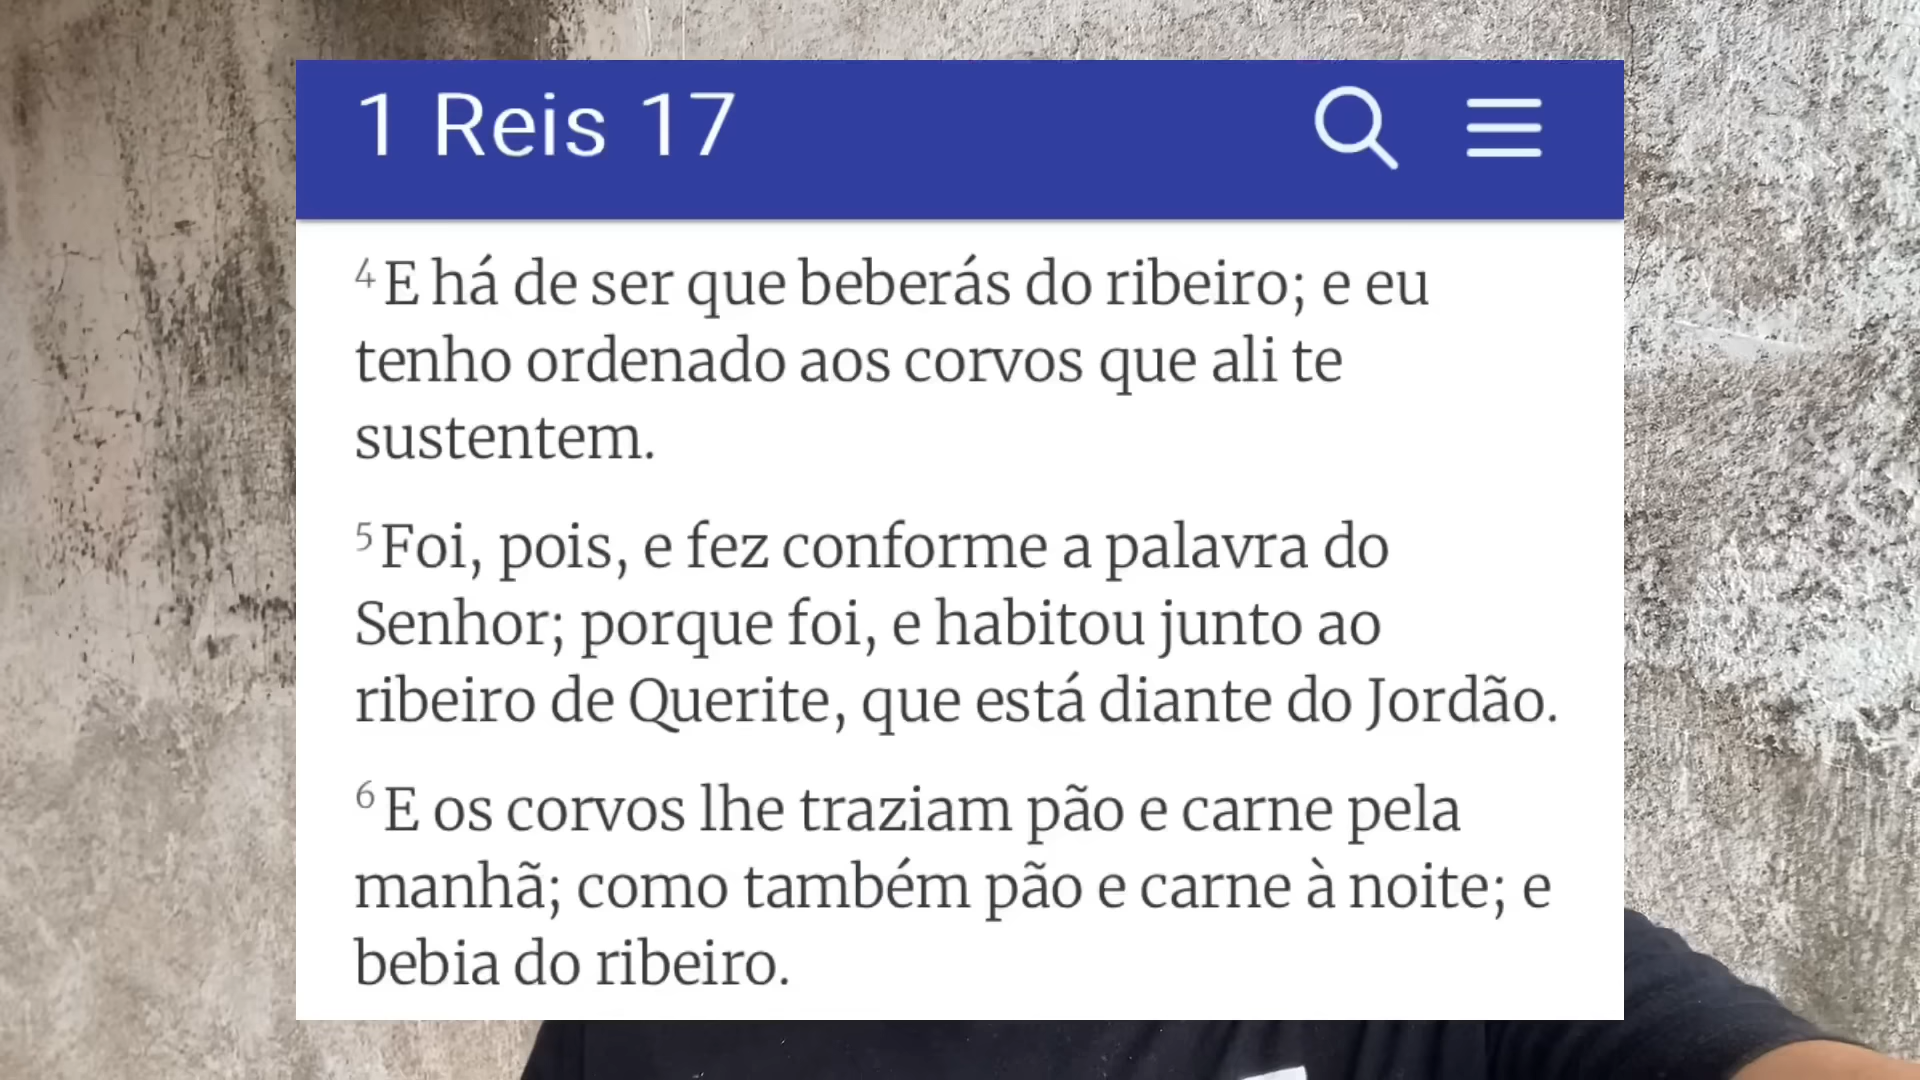 1 Reis 17
4 E há de ser que beberás do ribeiro; e eu
tenho ordenado aos corvos que ali te
sustentem.
5 Foi, pois, e fez conforme a palavra do
Senhor; porque foi, e habitou junto ao
ribeiro de Querite, que está diante do Jordão.
6 E os corvos lhe traziam pão e carne pela
manhã; como também pão e carne à noite; e
bebia do ribeiro.